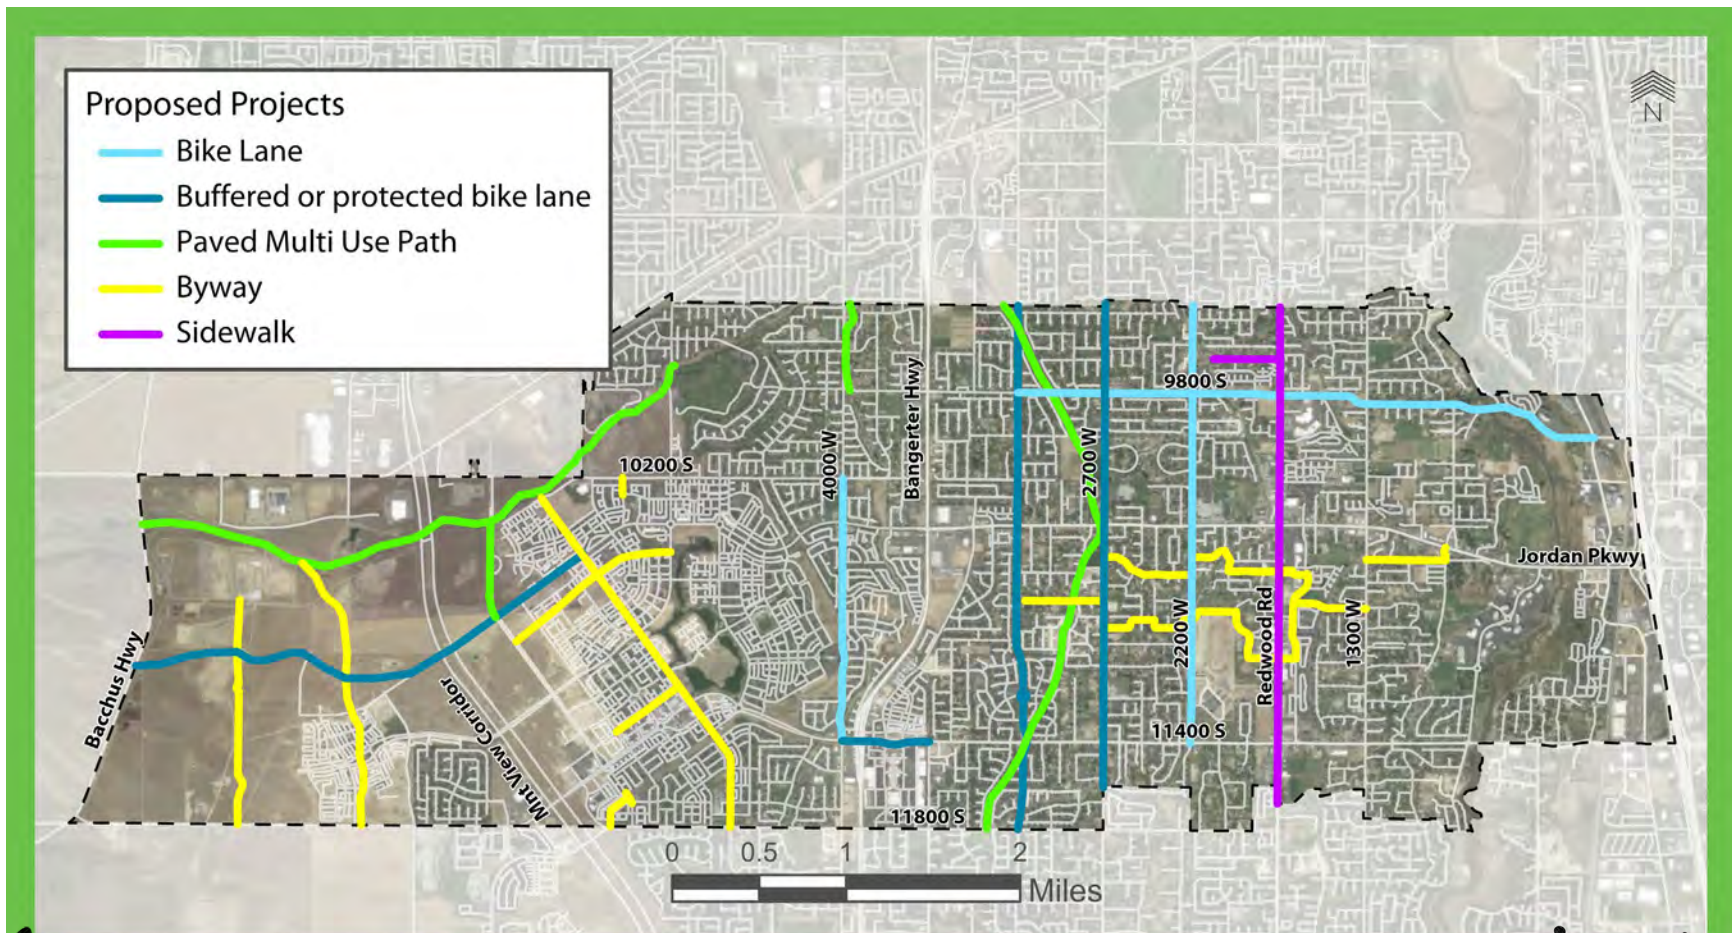 Proposed Projects
Bike Lane
Buffered or protected bike lane
Paved Multi Use Path
Byway
Sidewalk
N
9800 S
Bangerter Hwy
2700 W
10200 S
4000 W
Jordan Pkwy
2200 W
Redwood Rd
1300 W
Bacchus Hwy
Mnt View Corridor
11400 S
11800 S
0 0.5 1 2
Miles